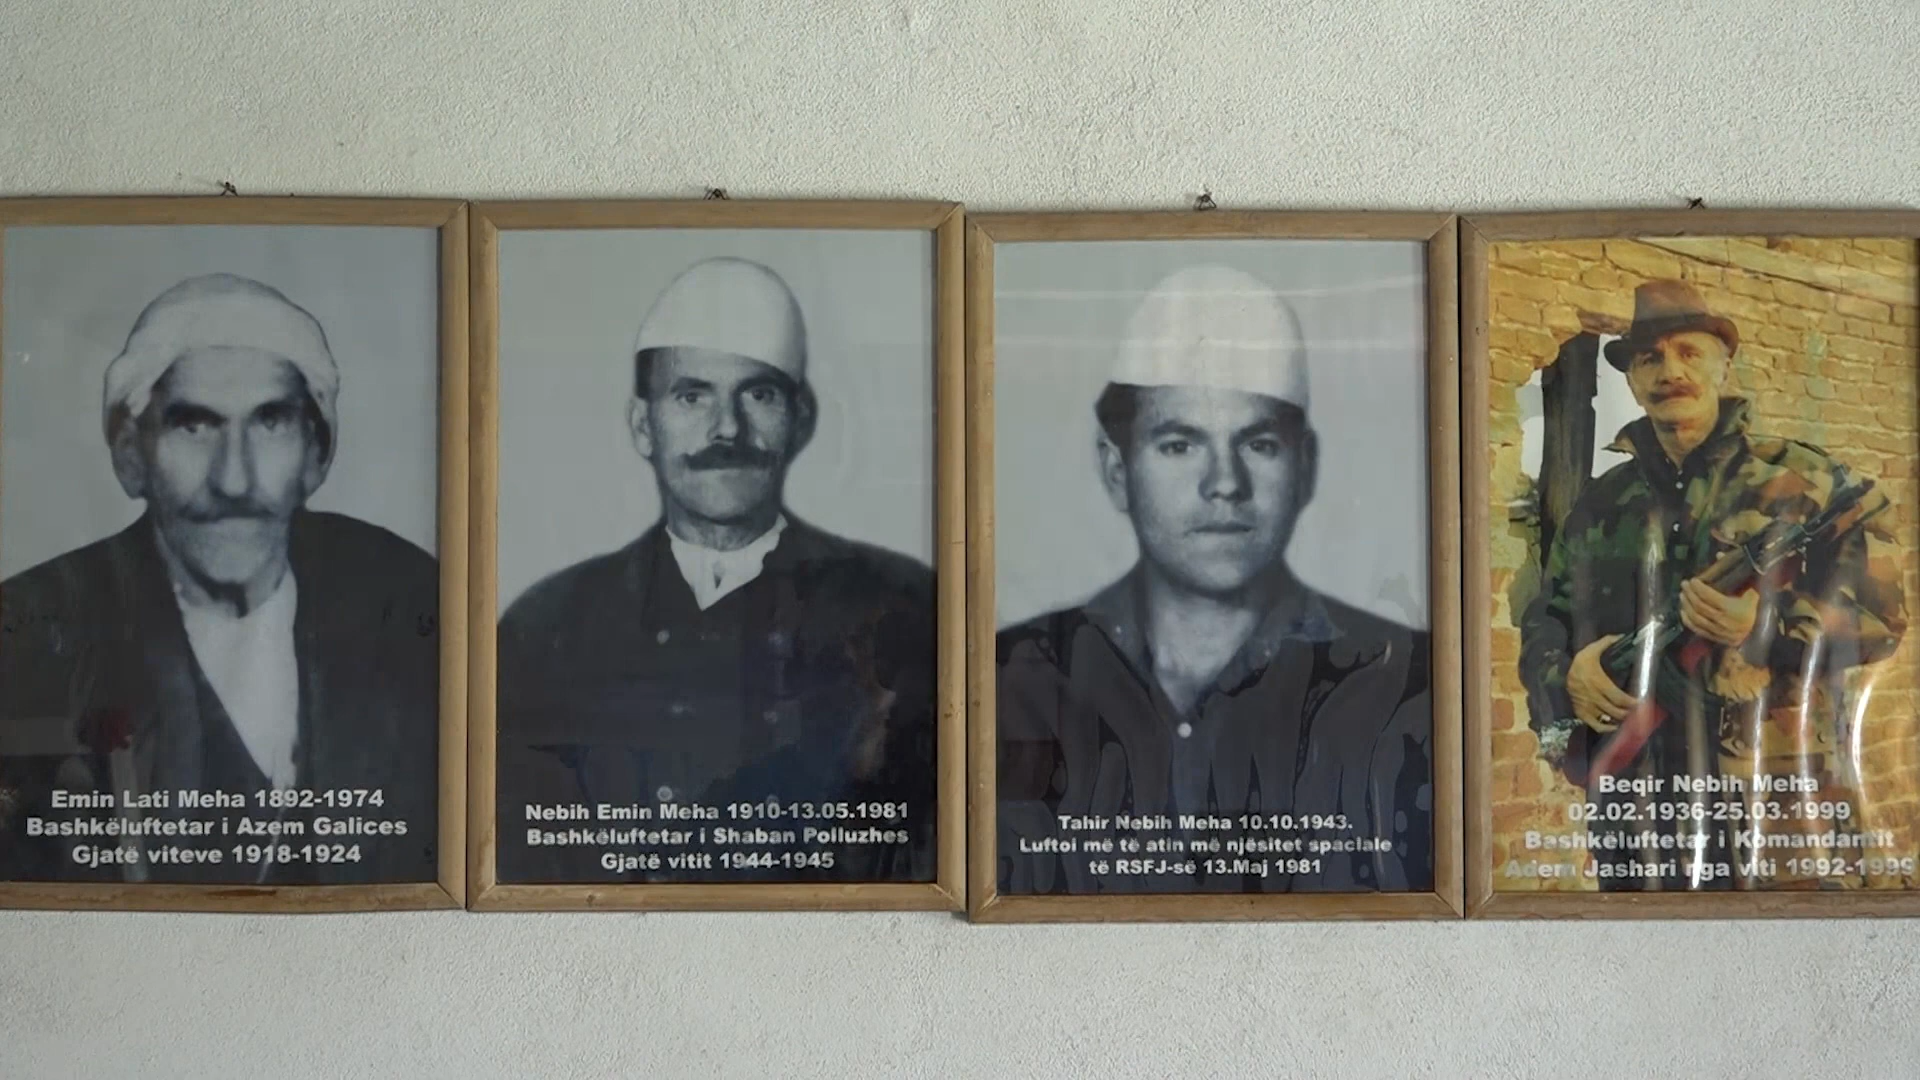 Emin Lati Meha 1892-1974
Bashkëluftetar i Azem Galices
Gjatë viteve 1918-1924
Nebih Emin Meha 1910-13.05.1981
Bashkëluftetar i Shaban Polluzhes
Gjatë vitit 1944-1945
Tahir Nebih Meha 10.10.1943.
Luftoi më të atin më njësitet spaciale
të RSFJ-së 13.Maj 1981
Beqir Nebih Meha
02.02.1936-25.03.1999
Bashkëluftetar i Komandantit
Adem Jashari nga viti 1992-1999